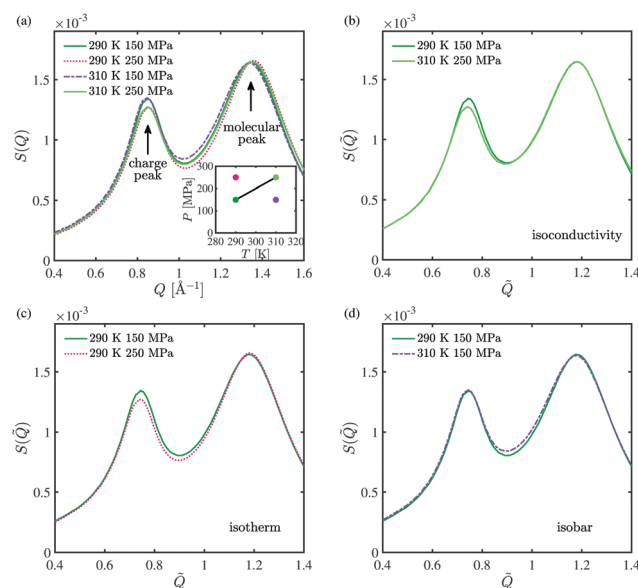 (a)
×10⁻³
290 K 150 MPa
290 K 250 MPa
310 K 150 MPa
310 K 250 MPa
molecular
peak
charge
peak
S(Q)
1.5
1
0.5
0
0.4 0.6 0.8 1 1.2 1.4 1.6
Q [Å⁻¹]
P [MPa]
300
200
100
0
280 290 300 310 320
T [K]
(b)
×10⁻³
290 K 150 MPa
310 K 250 MPa
S(Q̃)
1.5
1
0.5
0
isoconductivity
0.4 0.6 0.8 1 1.2 1.4
Q̃
(c)
×10⁻³
290 K 150 MPa
290 K 250 MPa
S(Q̃)
1.5
1
0.5
0
isotherm
0.4 0.6 0.8 1 1.2 1.4
Q̃
(d)
×10⁻³
290 K 150 MPa
310 K 150 MPa
S(Q̃)
1.5
1
0.5
0
isobar
0.4 0.6 0.8 1 1.2 1.4
Q̃